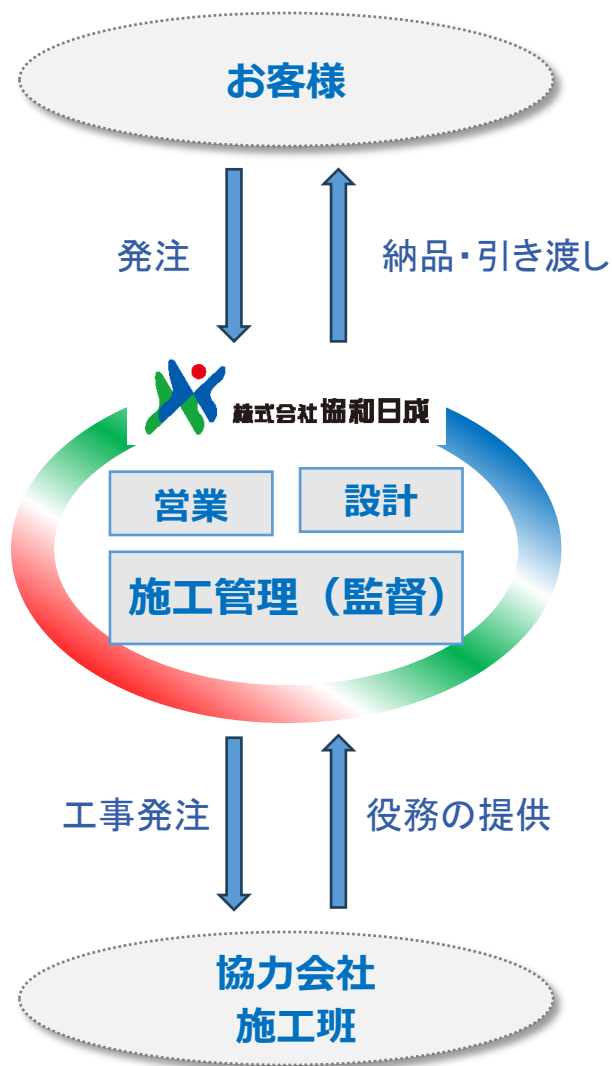 お客様
発注
納品・引き渡し
株式会社協和日成
営業
設計
施工管理（監督）
工事発注
役務の提供
協力会社
施工班